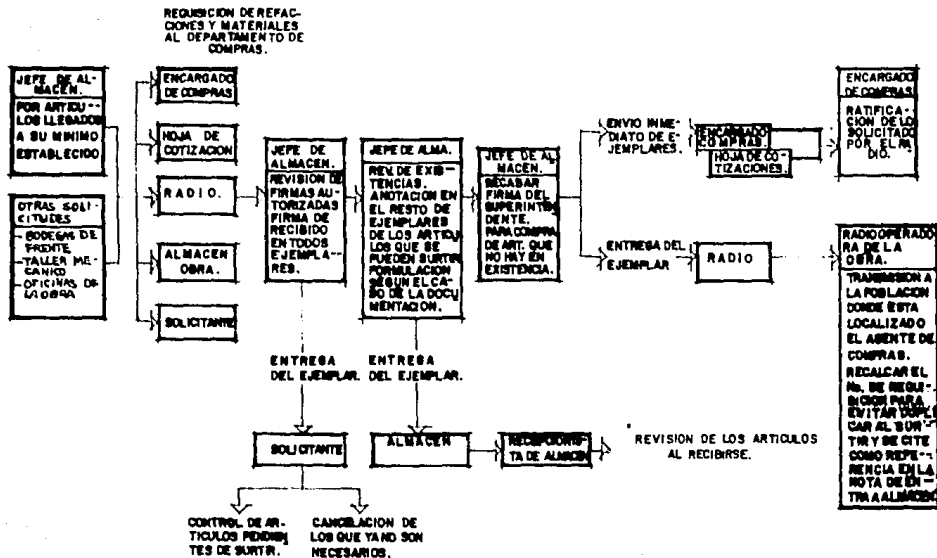 REQUISICION DE REFAC-
CIONES Y MATERIALES
AL DEPARTAMENTO DE
COMPRAS.
JEFE DE AL-
MACEN.
POR ARTICU--
LOS LLEGADOS
A SU MINIMO
ESTABLECIDO
OTRAS SOLI-
CITUDES
- BODEGAS DE
FRENTE.
- TALLER ME-
CANICO
- OFICINAS DE
LA OBRA
ENCARGADO
DE COMPRAS
HOJA DE
COTIZACION
RADIO.
ALMACEN
OBRA.
SOLICITANTE
JEFE DE
ALMACEN.
REVISION DE
FIRMAS AU-
TORIZADAS
FIRMA DE
RECIBIDO
EN TODOS
EJEMPLA--
RES.
JEFE DE ALMA.
REV. DE EXIS-
TENCIAS.
ANOTACION EN
EL RESTO DE
EJEMPLARES
DE LOS ARTICU
LOS QUE SE
PUEDEN SURTIR
FORMULACION
SEGUN EL CA-
SO DE LA DOCU
MENTACION.
JEFE DE AL-
MACEN.
RECABAR
FIRMA DEL
SUPERINTEN
DENTE.
PARA COMPRA
DE ART. QUE
NO HAY EN
EXISTENCIA.
ENVIO INME-
DIATO DE E-
JEMPLARES.
ENCARGADO
COMPRAS.
HOJA DE CO-
TIZACIONES.
ENCARGADO
DE COMPRAS
RATIFICA-
CION DE LO
SOLICITADO
POR EL RA
DIO.
ENTREGA DEL
EJEMPLAR
RADIO
RADIO OPERADO
RA DE LA
OBRA.
TRANSMISION A
LA POBLACION
DONDE ESTA
LOCALIZADO
EL AGENTE DE
COMPRAS.
RECALCAR EL
No. DE REQUI-
SICION PARA
EVITAR DUPLI
CAR AL SUR-
TIR Y SE CITE
COMO REFE--
RENCIA EN LA
NOTA DE EN-
TRA A ALMACEN
ENTREGA
DEL EJEMPLAR.
ENTREGA
DEL EJEMPLAR.
SOLICITANTE
ALMACEN
RECEPCIONIS-
TA DE ALMACEN
REVISION DE LOS ARTICULOS
AL RECIBIRSE.
CONTROL DE AR-
TICULOS PENDIEN
TES DE SURTIR.
CANCELACION DE
LOS QUE YA NO SON
NECESARIOS.